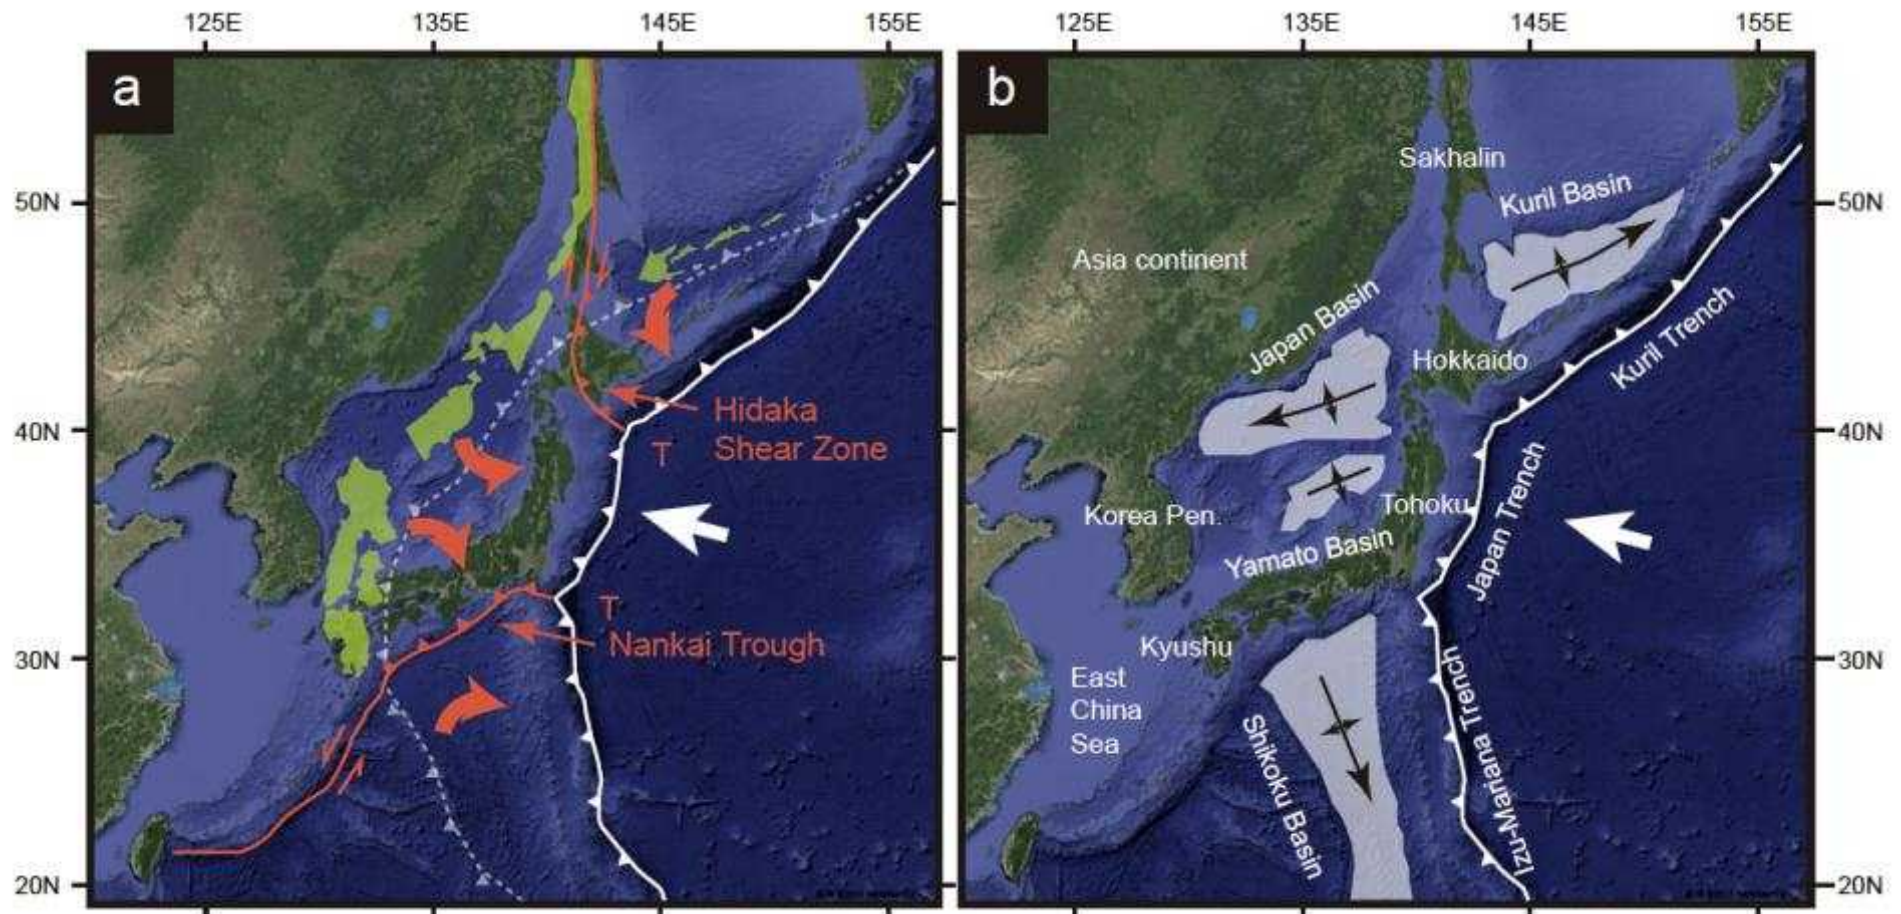 125E 135E 145E 155E
125E 135E 145E 155E
a
b
50N
50N
40N
40N
30N
30N
20N
20N
Hidaka
Shear Zone
T
T
Nankai Trough
Sakhalin
Kuril Basin
Asia continent
Japan Basin
Hokkaido
Kuril Trench
Korea Pen.
Tohoku
Japan Trench
Yamato Basin
Kyushu
East
China
Sea
Shikoku Basin
Izu-Mariana Trench